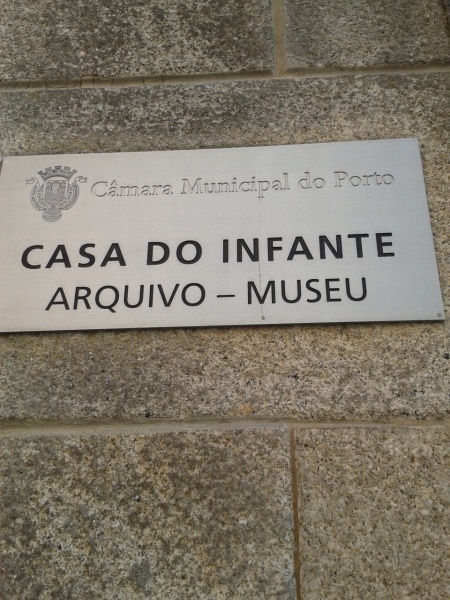 Câmara Municipal do Porto
CASA DO INFANTE
ARQUIVO – MUSEU